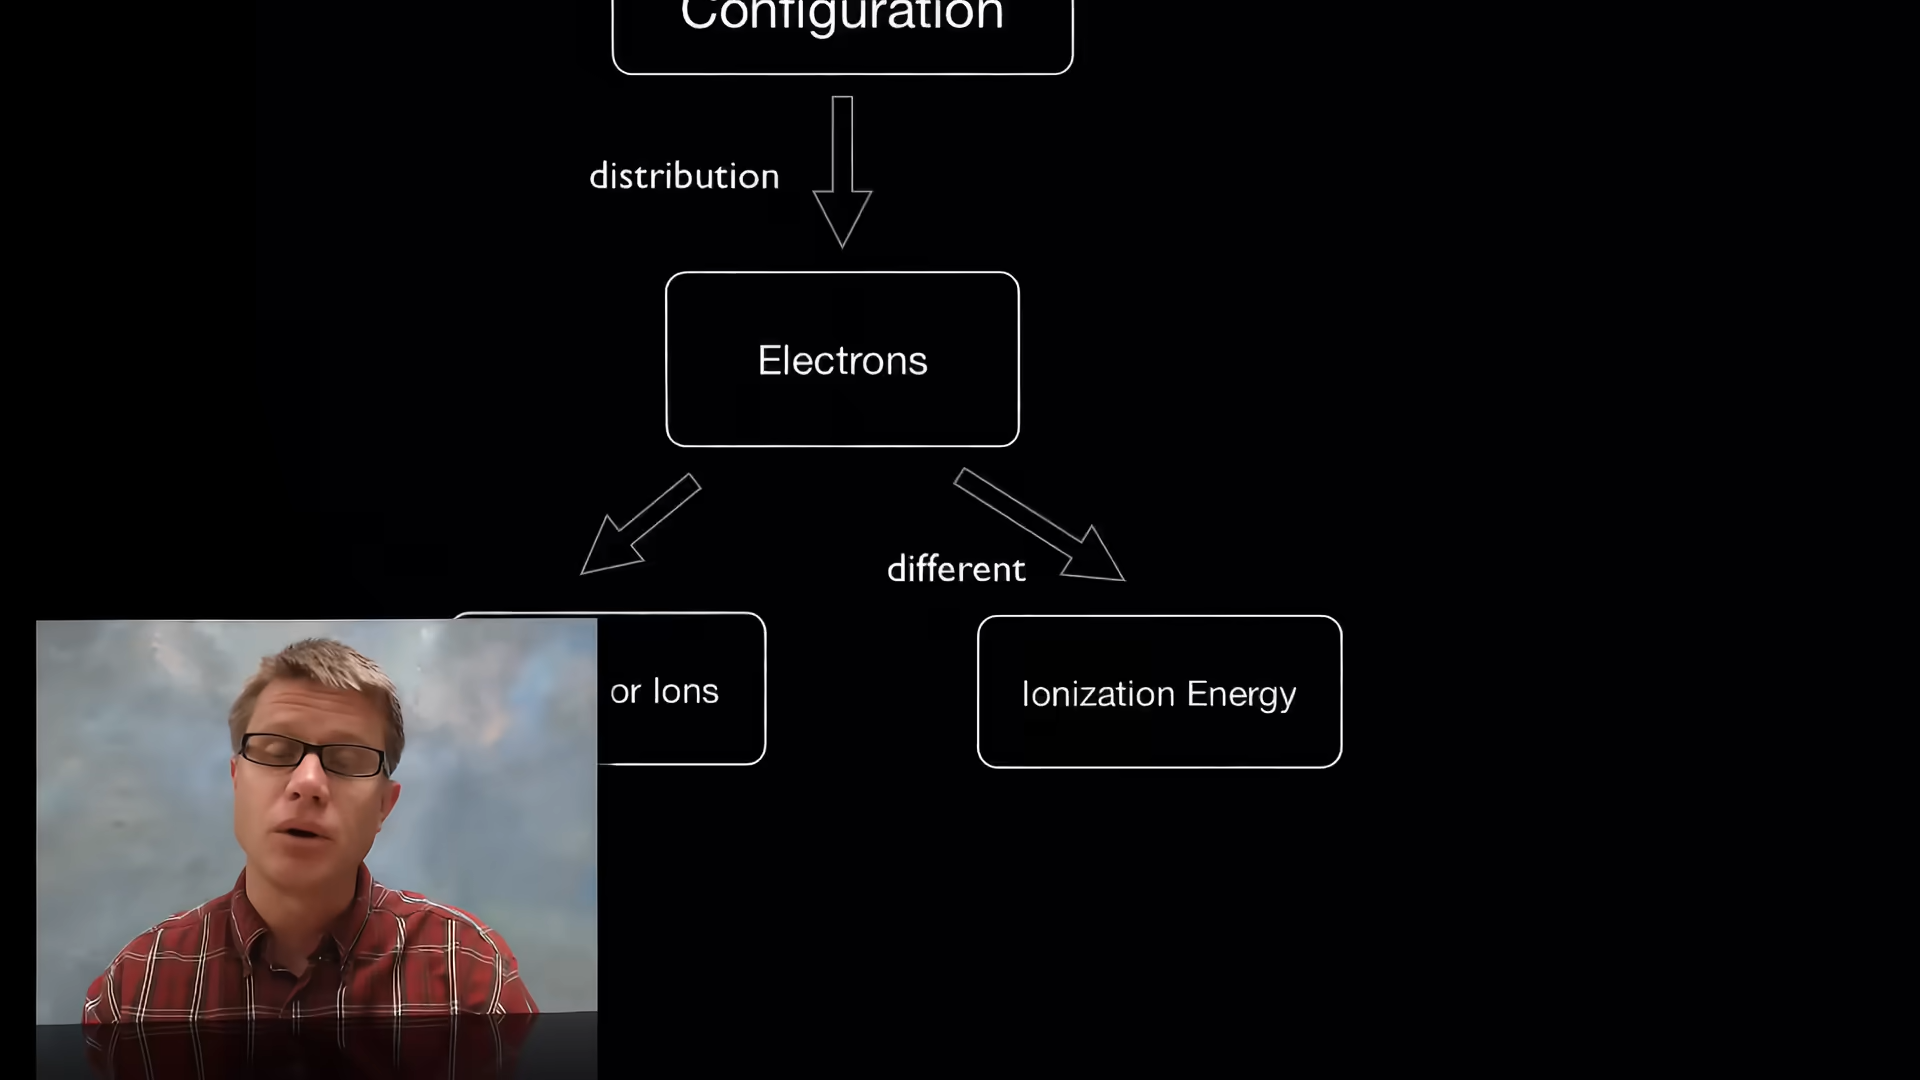 Configuration
distribution
Electrons
different
or Ions
Ionization Energy